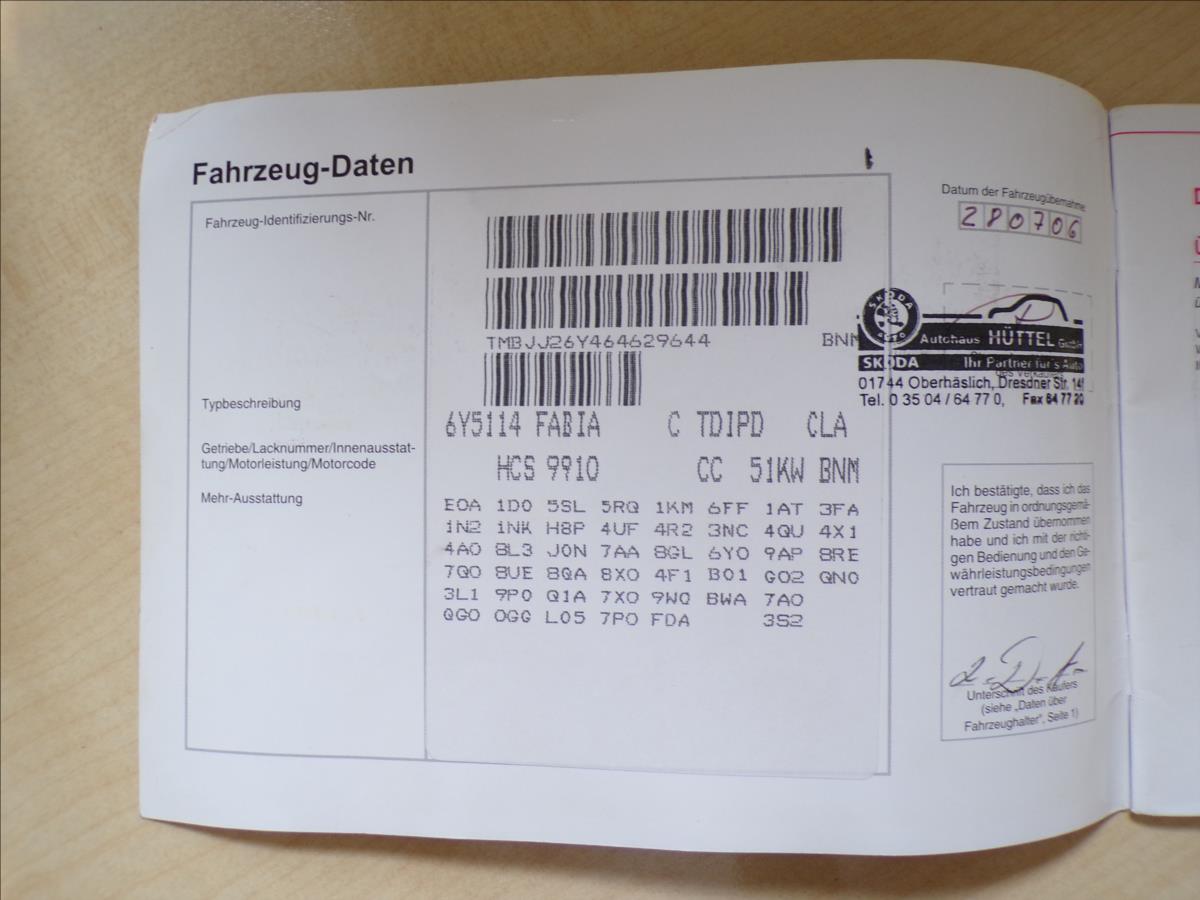 Fahrzeug-Daten
Fahrzeug-Identifizierungs-Nr.
TMBJJ26Y464629644 BNM
Typbeschreibung
6Y5114 FABIA C TDIPD CLA
Getriebe/Lacknummer/Innenausstat-
tung/Motorleistung/Motorcode
HCS 9910 CC 51KW BNM
Mehr-Ausstattung
E0A 1D0 5SL 5RQ 1KM 6FF 1AT 3FA
1N2 1NK H8P 4UF 4R2 3NC 4QU 4X1
4A0 8L3 J0N 7AA 8GL 6Y0 9AP 8RE
7Q0 8UE 8QA 8X0 4F1 B01 G02 QN0
3L1 9P0 Q1A 7X0 9WQ BWA 7A0
QG0 0GG L05 7P0 FDA 3S2
Datum der Fahrzeugübernahme
280706
SKODA
AUTO
Autohaus HÜTTEL GmbH
SKODA Ihr Partner für's Auto
des Verkäufers
01744 Oberhäslich, Dresdner Str. 14f
Tel. 0 35 04 / 64 77 0, Fax 64 77 20
Ich bestätigte, dass ich das
Fahrzeug in ordnungsgemä-
ßem Zustand übernommen
habe und ich mit der richti-
gen Bedienung und den Ge-
währleistungsbedingungen
vertraut gemacht wurde.
Unterschrift des Käufers
(siehe „Daten über
Fahrzeughalter", Seite 1)